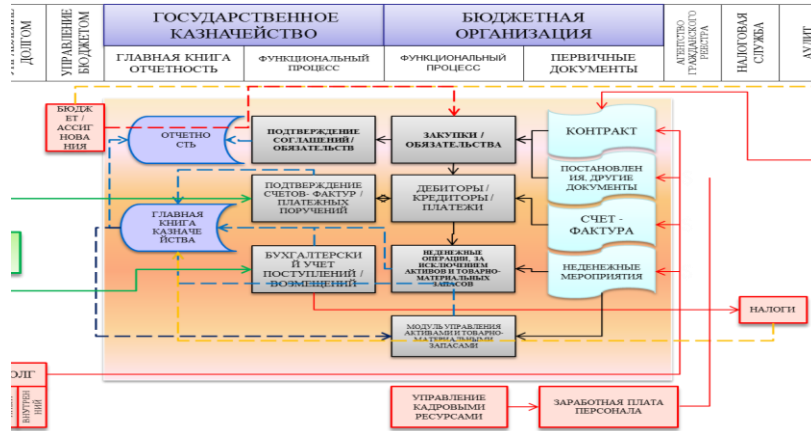 ГОСУДАРСТВЕННОЕ
КАЗНАЧЕЙСТВО
БЮДЖЕТНАЯ
ОРГАНИЗАЦИЯ
ДОЛГОМ
УПРАВЛЕНИЕ
БЮДЖЕТОМ
ГЛАВНАЯ КНИГА
ОТЧЕТНОСТЬ
ФУНКЦИОНАЛЬНЫЙ
ПРОЦЕСС
ФУНКЦИОНАЛЬНЫЙ
ПРОЦЕСС
ПЕРВИЧНЫЕ
ДОКУМЕНТЫ
АГЕНТСТВО
ГРАЖДАНСКОГО
РЕЕСТРА
НАЛОГОВАЯ
СЛУЖБА
АУДИТ
БЮДЖ
ЕТ /
АССИГ
НОВА
НИЯ
ОТЧЕТНО
СТЬ
ПОДТВЕРЖДЕНИЕ
СОГЛАШЕНИЙ /
ОБЯЗАТЕЛЬСТВ
ЗАКУПКИ /
ОБЯЗАТЕЛЬСТВА
КОНТРАКТ
ПОСТАНОВЛЕН
ИЯ, ДРУГИЕ
ДОКУМЕНТЫ
ПОДТВЕРЖДЕНИЕ
СЧЕТОВ- ФАКТУР /
ПЛАТЕЖНЫХ
ПОРУЧЕНИЙ
ДЕБИТОРЫ /
КРЕДИТОРЫ /
ПЛАТЕЖИ
СЧЕТ -
ФАКТУРА
ГЛАВНАЯ
КНИГА
КАЗНАЧЕ
ЙСТВА
БУХГАЛТЕРСКИ
Й УЧЕТ
ПОСТУПЛЕНИЙ /
ВОЗМЕЩЕНИЙ
НЕДЕНЕЖНЫЕ
ОПЕРАЦИИ, ЗА
ИСКЛЮЧЕНИЕМ
АКТИВОВ И ТОВАРНО-
МАТЕРИАЛЬНЫХ
ЗАПАСОВ
НЕДЕНЕЖНЫЕ
МЕРОПРИЯТИЯ
НАЛОГИ
МОДУЛЬ УПРАВЛЕНИЯ
АКТИВАМИ И ТОВАРНО-
МАТЕРИАЛЬНЫМИ
ЗАПАСАМИ
ОЛГ
ВНУТРЕН
НИЙ
УПРАВЛЕНИЕ
КАДРОВЫМИ
РЕСУРСАМИ
ЗАРАБОТНАЯ ПЛАТА
ПЕРСОНАЛА